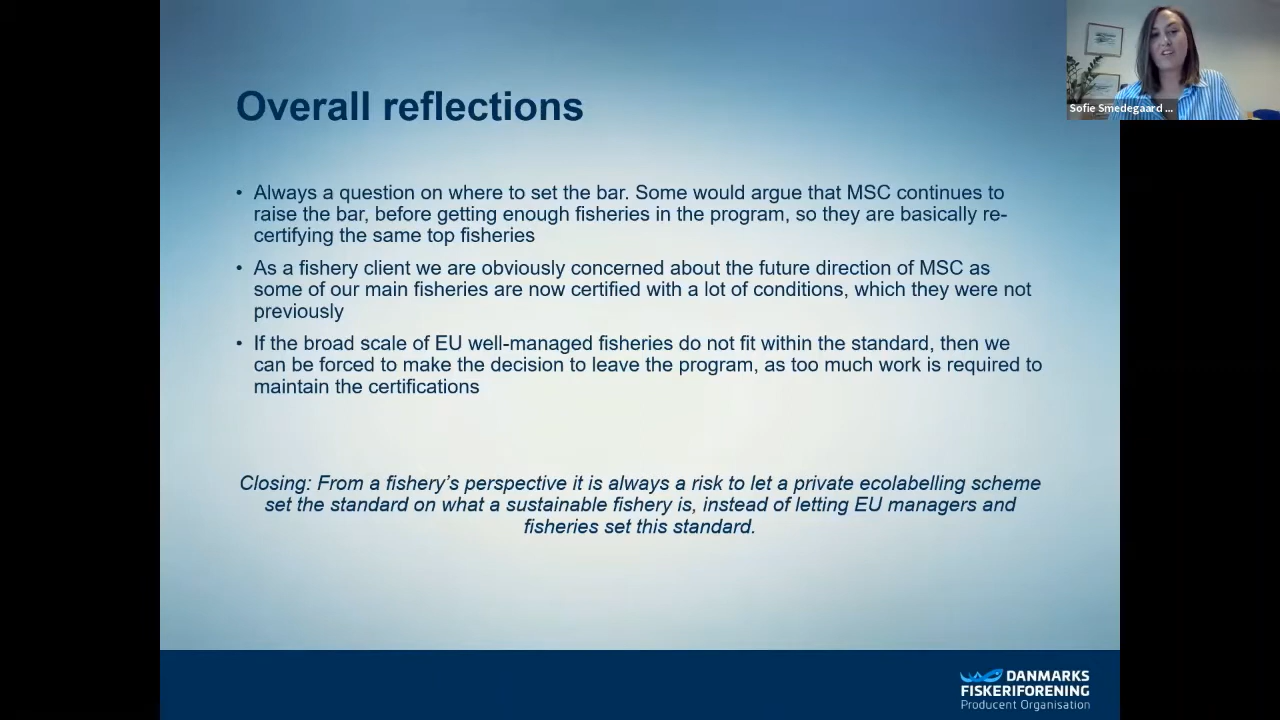 Overall reflections
• Always a question on where to set the bar. Some would argue that MSC continues to
raise the bar, before getting enough fisheries in the program, so they are basically re-
certifying the same top fisheries
• As a fishery client we are obviously concerned about the future direction of MSC as
some of our main fisheries are now certified with a lot of conditions, which they were not
previously
• If the broad scale of EU well-managed fisheries do not fit within the standard, then we
can be forced to make the decision to leave the program, as too much work is required to
maintain the certifications
Closing: From a fishery’s perspective it is always a risk to let a private ecolabelling scheme
set the standard on what a sustainable fishery is, instead of letting EU managers and
fisheries set this standard.
DANMARKS
FISKERIFORENING
Producent Organisation
Sofie Smedegaard ...